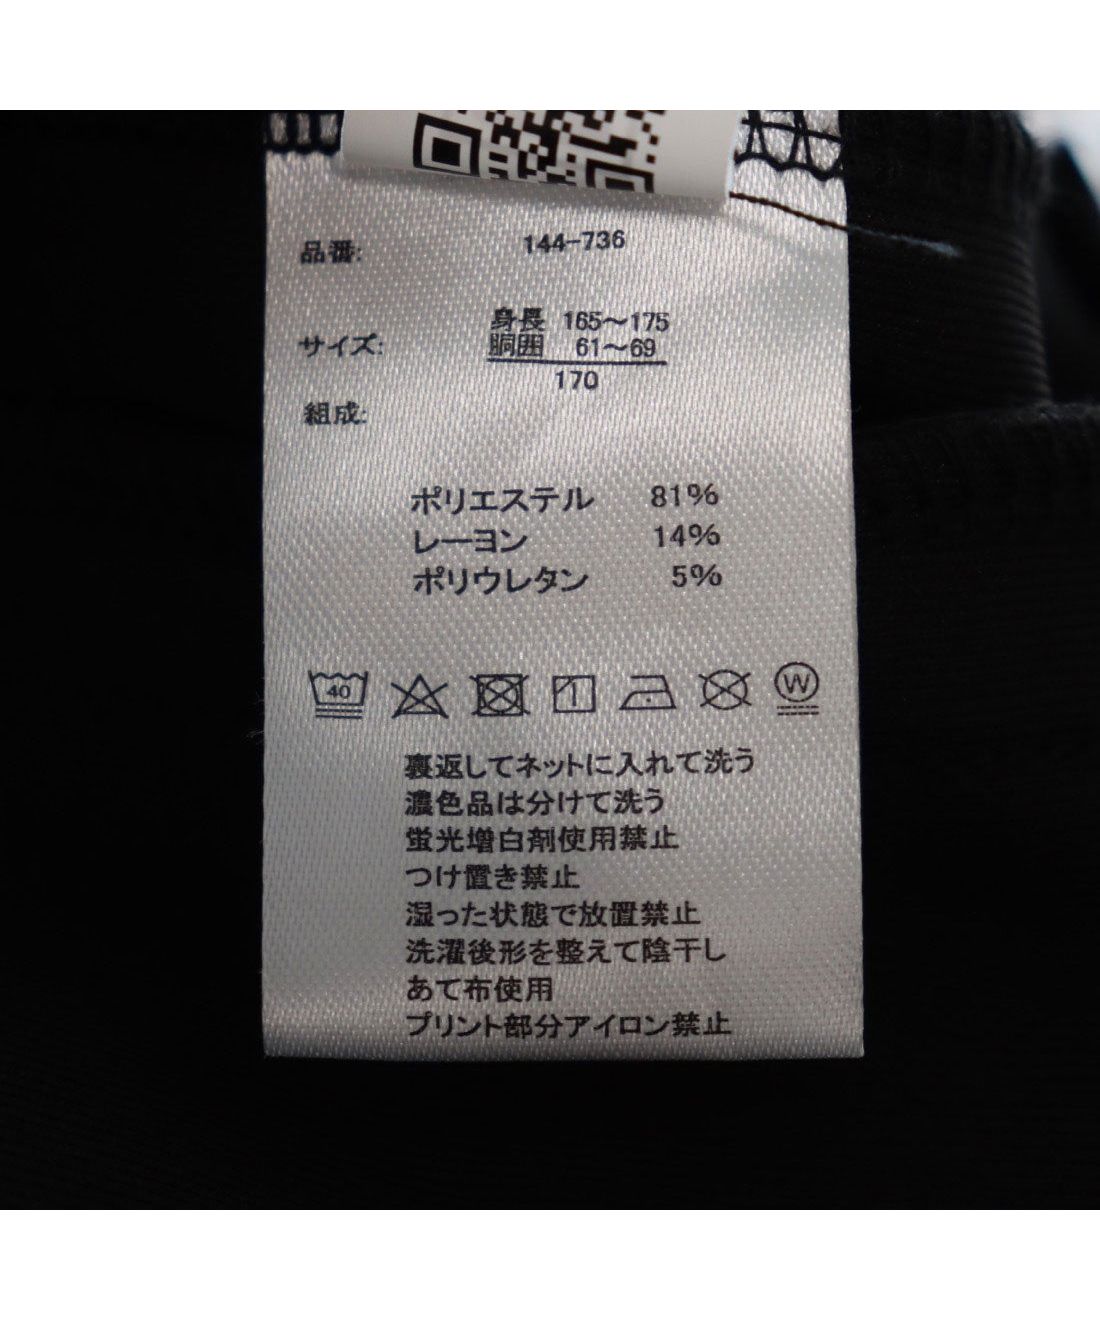 品番: 144-736
身長 165〜175
サイズ: 胴囲 61〜69
170
組成:
ポリエステル 81%
レーヨン 14%
ポリウレタン 5%
40 1 W
裏返してネットに入れて洗う
濃色品は分けて洗う
蛍光増白剤使用禁止
つけ置き禁止
湿った状態で放置禁止
洗濯後形を整えて陰干し
あて布使用
プリント部分アイロン禁止